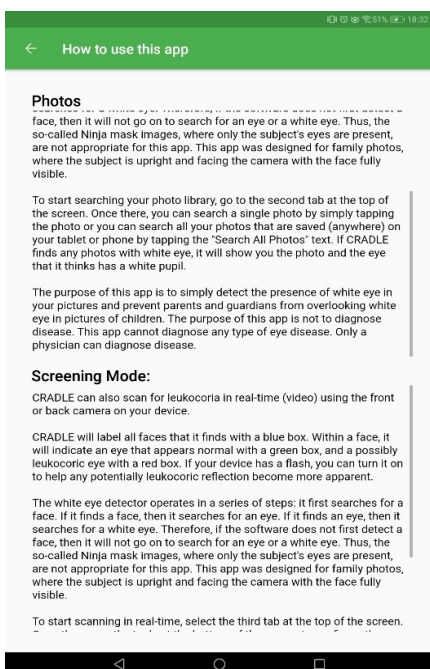 51% 18:32
How to use this app
Photos
searches for a white eye. Therefore, if the software does not first detect a
face, then it will not go on to search for an eye or a white eye. Thus, the
so-called Ninja mask images, where only the subject's eyes are present,
are not appropriate for this app. This app was designed for family photos,
where the subject is upright and facing the camera with the face fully
visible.
To start searching your photo library, go to the second tab at the top of
the screen. Once there, you can search a single photo by simply tapping
the photo or you can search all your photos that are saved (anywhere) on
your tablet or phone by tapping the "Search All Photos" text. If CRADLE
finds any photos with white eye, it will show you the photo and the eye
that it thinks has a white pupil.
The purpose of this app is to simply detect the presence of white eye in
your pictures and prevent parents and guardians from overlooking white
eye in pictures of children. The purpose of this app is not to diagnose
disease. This app cannot diagnose any type of eye disease. Only a
physician can diagnose disease.
Screening Mode:
CRADLE can also scan for leukocoria in real-time (video) using the front
or back camera on your device.
CRADLE will label all faces that it finds with a blue box. Within a face, it
will indicate an eye that appears normal with a green box, and a possibly
leukocoric eye with a red box. If your device has a flash, you can turn it on
to help any potentially leukocoric reflection become more apparent.
The white eye detector operates in a series of steps: it first searches for a
face. If it finds a face, then it searches for an eye. If it finds an eye, then it
searches for a white eye. Therefore, if the software does not first detect a
face, then it will not go on to search for an eye or a white eye. Thus, the
so-called Ninja mask images, where only the subject's eyes are present,
are not appropriate for this app. This app was designed for family photos,
where the subject is upright and facing the camera with the face fully
visible.
To start scanning in real-time, select the third tab at the top of the screen.